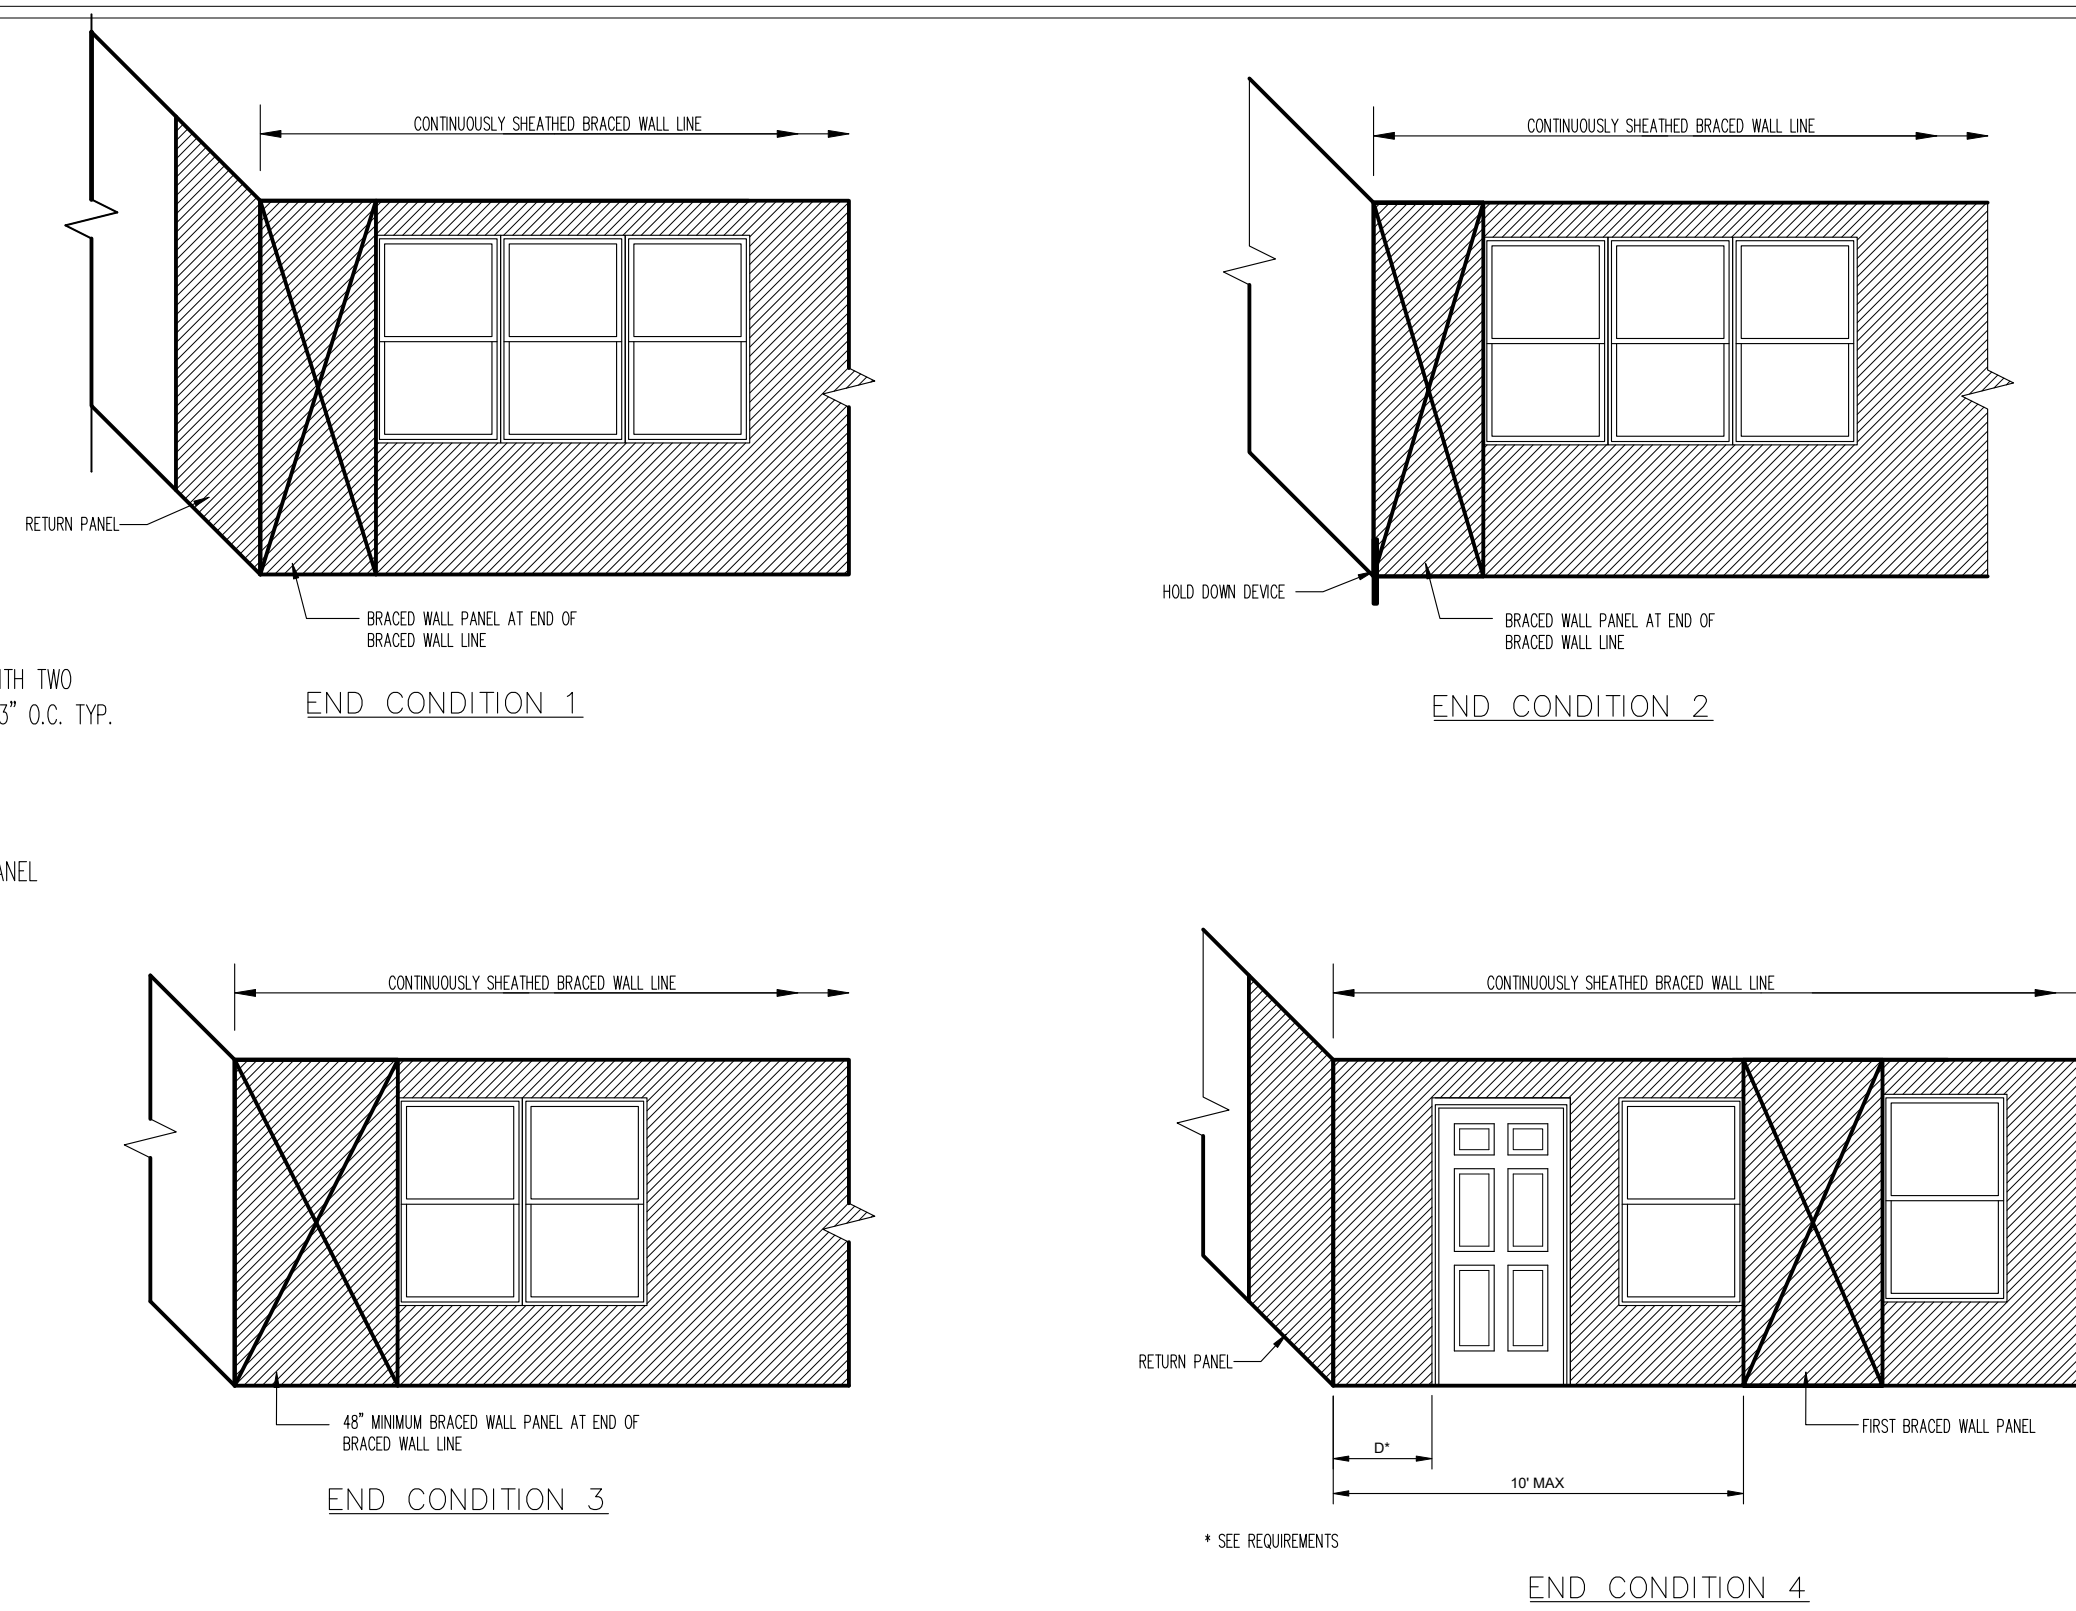 CONTINUOUSLY SHEATHED BRACED WALL LINE
RETURN PANEL
BRACED WALL PANEL AT END OF
BRACED WALL LINE
END CONDITION 1
CONTINUOUSLY SHEATHED BRACED WALL LINE
HOLD DOWN DEVICE
BRACED WALL PANEL AT END OF
BRACED WALL LINE
END CONDITION 2
TWO
3" O.C. TYP.
CONTINUOUSLY SHEATHED BRACED WALL LINE
48" MINIMUM BRACED WALL PANEL AT END OF
BRACED WALL LINE
END CONDITION 3
CONTINUOUSLY SHEATHED BRACED WALL LINE
RETURN PANEL
FIRST BRACED WALL PANEL
D*
10' MAX
* SEE REQUIREMENTS
END CONDITION 4